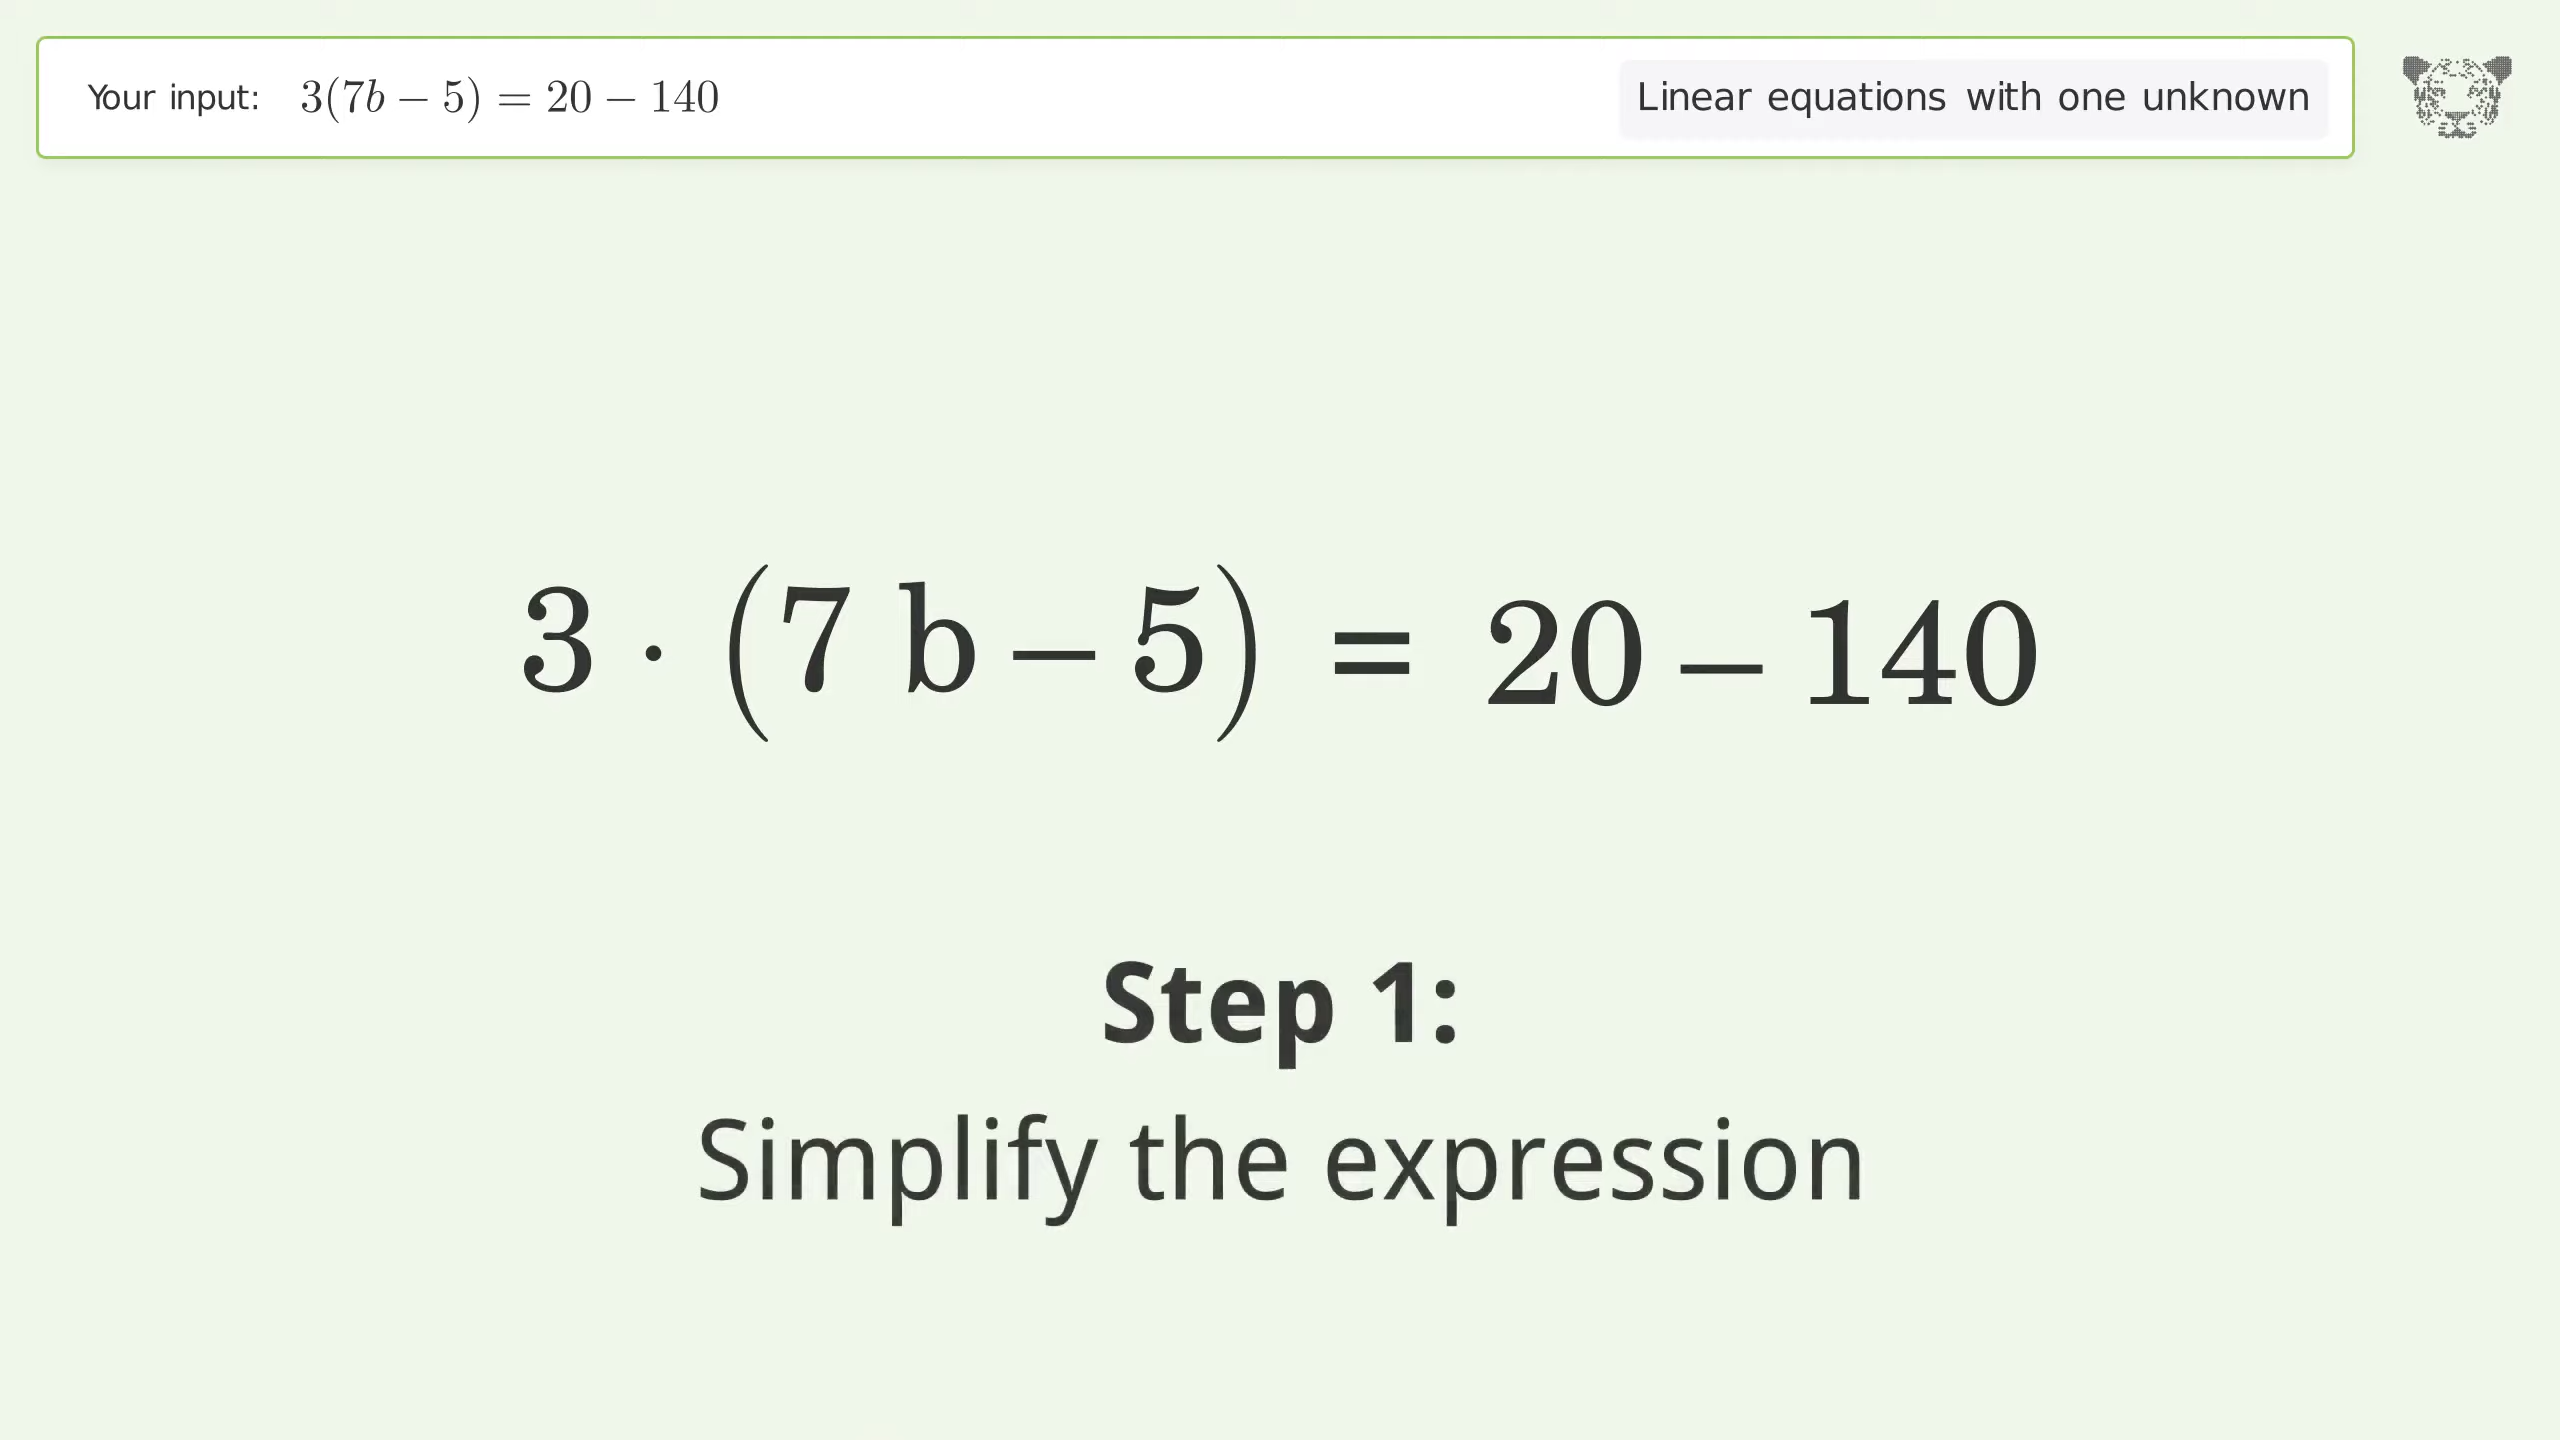 Your input: 3(7b − 5) = 20 − 140
Linear equations with one unknown
3 · (7 b − 5) = 20 − 140
Step 1:
Simplify the expression